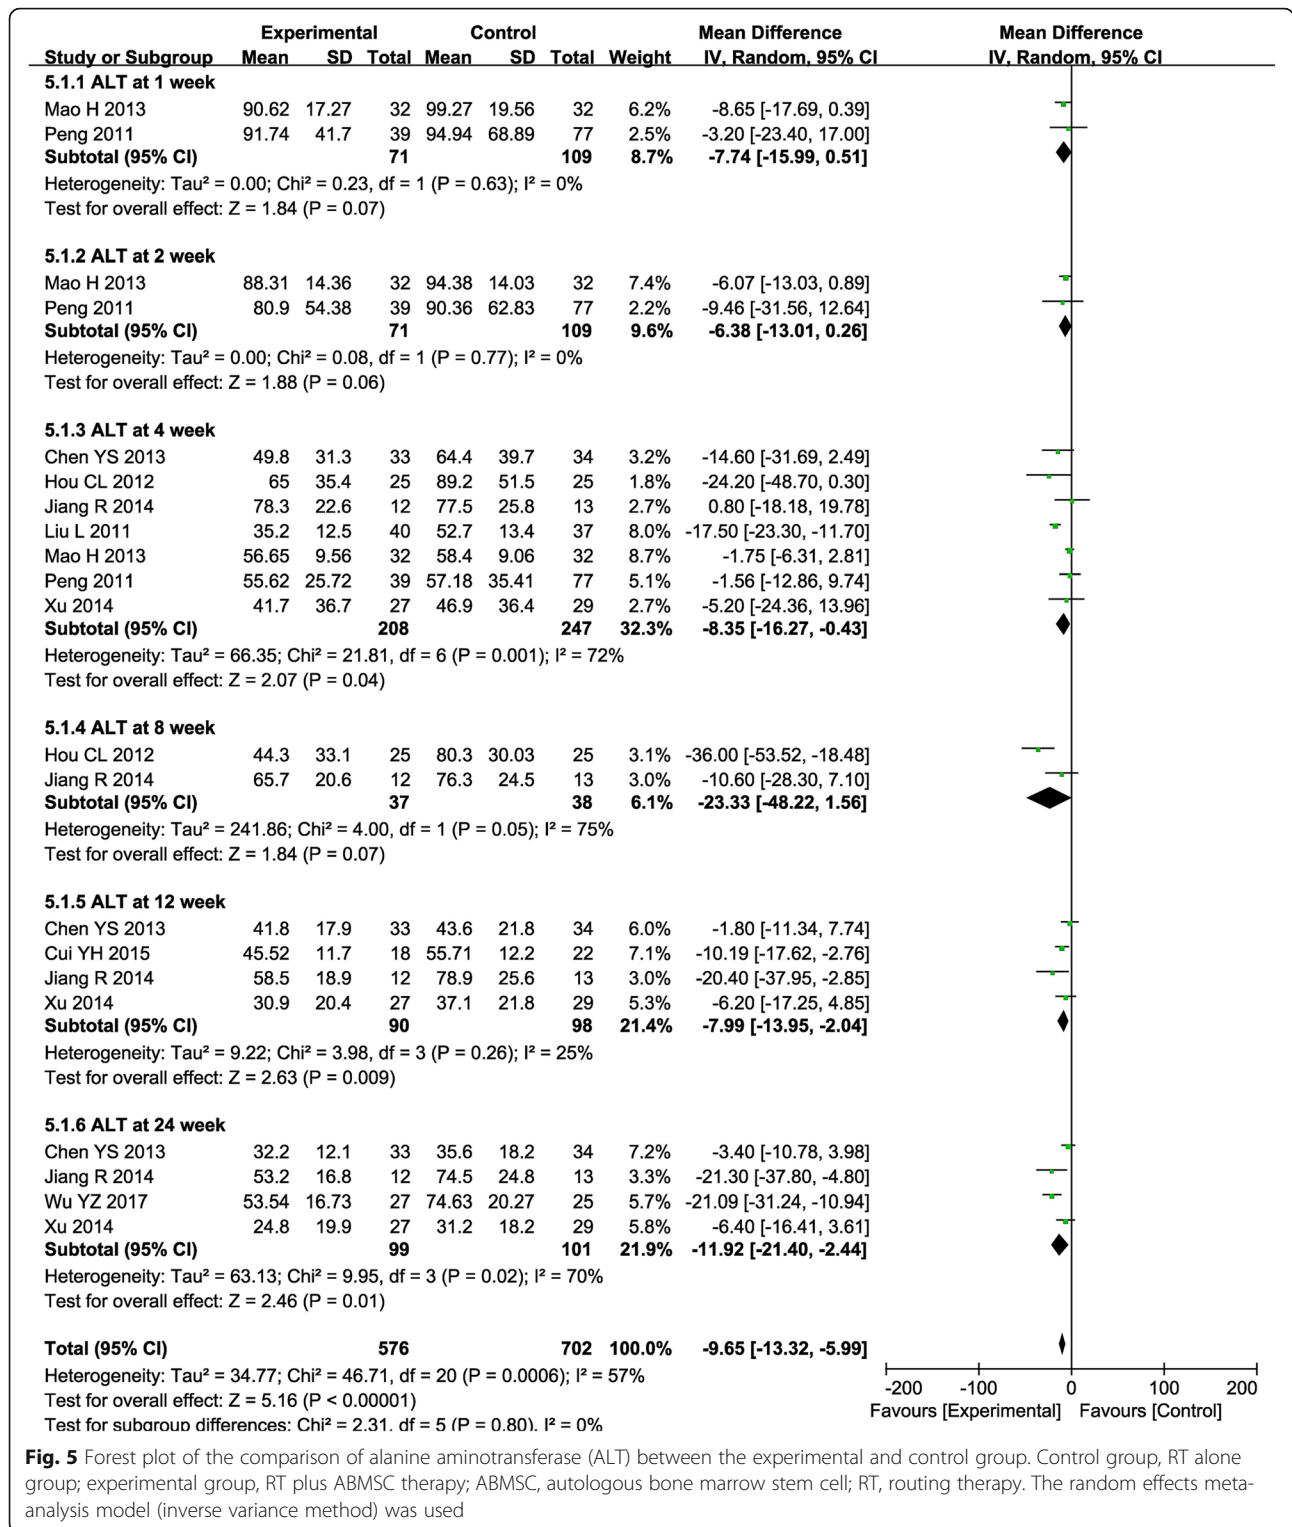 Experimental Control Mean Difference Mean Difference
Study or Subgroup Mean SD Total Mean SD Total Weight IV, Random, 95% CI IV, Random, 95% CI
5.1.1 ALT at 1 week
Mao H 2013 90.62 17.27 32 99.27 19.56 32 6.2% -8.65 [-17.69, 0.39]
Peng 2011 91.74 41.7 39 94.94 68.89 77 2.5% -3.20 [-23.40, 17.00]
Subtotal (95% CI) 71 109 8.7% -7.74 [-15.99, 0.51]
Heterogeneity: Tau² = 0.00; Chi² = 0.23, df = 1 (P = 0.63); I² = 0%
Test for overall effect: Z = 1.84 (P = 0.07)
5.1.2 ALT at 2 week
Mao H 2013 88.31 14.36 32 94.38 14.03 32 7.4% -6.07 [-13.03, 0.89]
Peng 2011 80.9 54.38 39 90.36 62.83 77 2.2% -9.46 [-31.56, 12.64]
Subtotal (95% CI) 71 109 9.6% -6.38 [-13.01, 0.26]
Heterogeneity: Tau² = 0.00; Chi² = 0.08, df = 1 (P = 0.77); I² = 0%
Test for overall effect: Z = 1.88 (P = 0.06)
5.1.3 ALT at 4 week
Chen YS 2013 49.8 31.3 33 64.4 39.7 34 3.2% -14.60 [-31.69, 2.49]
Hou CL 2012 65 35.4 25 89.2 51.5 25 1.8% -24.20 [-48.70, 0.30]
Jiang R 2014 78.3 22.6 12 77.5 25.8 13 2.7% 0.80 [-18.18, 19.78]
Liu L 2011 35.2 12.5 40 52.7 13.4 37 8.0% -17.50 [-23.30, -11.70]
Mao H 2013 56.65 9.56 32 58.4 9.06 32 8.7% -1.75 [-6.31, 2.81]
Peng 2011 55.62 25.72 39 57.18 35.41 77 5.1% -1.56 [-12.86, 9.74]
Xu 2014 41.7 36.7 27 46.9 36.4 29 2.7% -5.20 [-24.36, 13.96]
Subtotal (95% CI) 208 247 32.3% -8.35 [-16.27, -0.43]
Heterogeneity: Tau² = 66.35; Chi² = 21.81, df = 6 (P = 0.001); I² = 72%
Test for overall effect: Z = 2.07 (P = 0.04)
5.1.4 ALT at 8 week
Hou CL 2012 44.3 33.1 25 80.3 30.03 25 3.1% -36.00 [-53.52, -18.48]
Jiang R 2014 65.7 20.6 12 76.3 24.5 13 3.0% -10.60 [-28.30, 7.10]
Subtotal (95% CI) 37 38 6.1% -23.33 [-48.22, 1.56]
Heterogeneity: Tau² = 241.86; Chi² = 4.00, df = 1 (P = 0.05); I² = 75%
Test for overall effect: Z = 1.84 (P = 0.07)
5.1.5 ALT at 12 week
Chen YS 2013 41.8 17.9 33 43.6 21.8 34 6.0% -1.80 [-11.34, 7.74]
Cui YH 2015 45.52 11.7 18 55.71 12.2 22 7.1% -10.19 [-17.62, -2.76]
Jiang R 2014 58.5 18.9 12 78.9 25.6 13 3.0% -20.40 [-37.95, -2.85]
Xu 2014 30.9 20.4 27 37.1 21.8 29 5.3% -6.20 [-17.25, 4.85]
Subtotal (95% CI) 90 98 21.4% -7.99 [-13.95, -2.04]
Heterogeneity: Tau² = 9.22; Chi² = 3.98, df = 3 (P = 0.26); I² = 25%
Test for overall effect: Z = 2.63 (P = 0.009)
5.1.6 ALT at 24 week
Chen YS 2013 32.2 12.1 33 35.6 18.2 34 7.2% -3.40 [-10.78, 3.98]
Jiang R 2014 53.2 16.8 12 74.5 24.8 13 3.3% -21.30 [-37.80, -4.80]
Wu YZ 2017 53.54 16.73 27 74.63 20.27 25 5.7% -21.09 [-31.24, -10.94]
Xu 2014 24.8 19.9 27 31.2 18.2 29 5.8% -6.40 [-16.41, 3.61]
Subtotal (95% CI) 99 101 21.9% -11.92 [-21.40, -2.44]
Heterogeneity: Tau² = 63.13; Chi² = 9.95, df = 3 (P = 0.02); I² = 70%
Test for overall effect: Z = 2.46 (P = 0.01)
Total (95% CI) 576 702 100.0% -9.65 [-13.32, -5.99]
Heterogeneity: Tau² = 34.77; Chi² = 46.71, df = 20 (P = 0.0006); I² = 57%
Test for overall effect: Z = 5.16 (P < 0.00001)
Test for subgroup differences: Chi² = 2.31, df = 5 (P = 0.80), I² = 0%
-200 -100 0 100 200
Favours [Experimental] Favours [Control]
Fig. 5 Forest plot of the comparison of alanine aminotransferase (ALT) between the experimental and control group. Control group, RT alone
group; experimental group, RT plus ABMSC therapy; ABMSC, autologous bone marrow stem cell; RT, routing therapy. The random effects meta-
analysis model (inverse variance method) was used